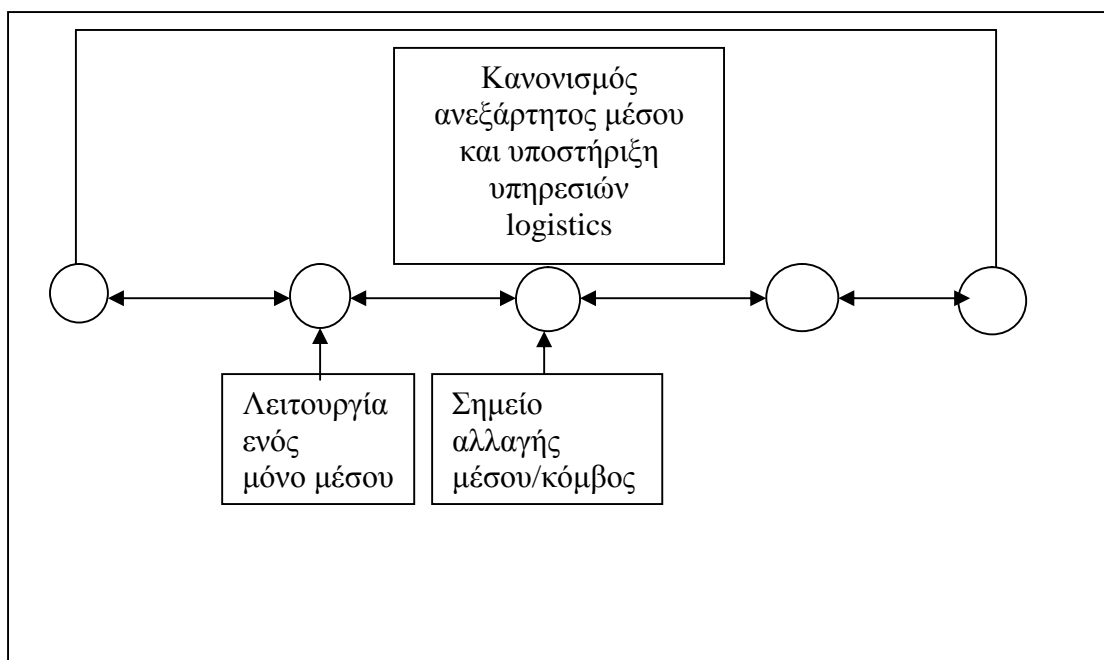 Κανονισμός
ανεξάρτητος μέσου
και υποστήριξη
υπηρεσιών
logistics
Λειτουργία
ενός
μόνο μέσου
Σημείο
αλλαγής
μέσου/κόμβος